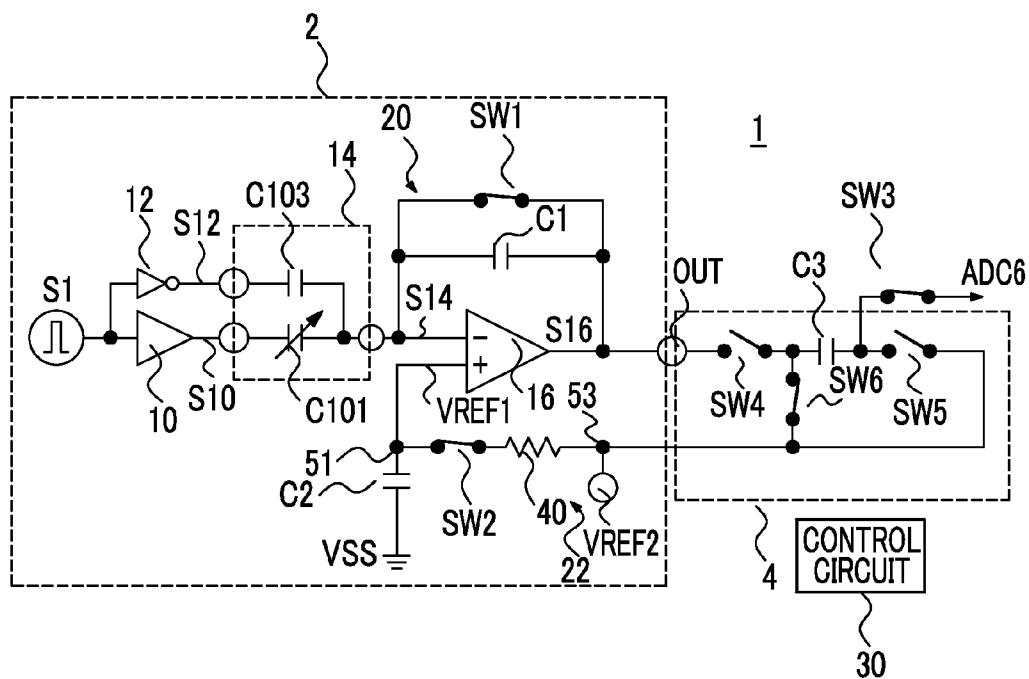 2
SW1
20
1
14
C103
12
S12
C1
SW3
OUT
C3
ADC6
S1
S14
S16
10
S10
C101
VREF1
16
53
SW4
SW6
SW5
51
C2
SW2
40
VREF2
22
VSS
4
CONTROL
CIRCUIT
30